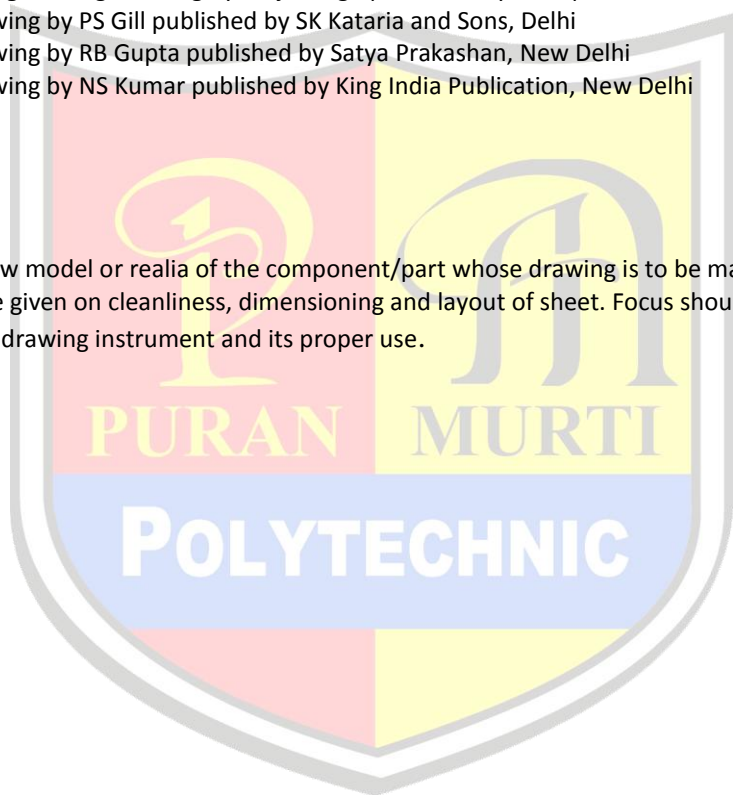 wing by PS Gill published by SK Kataria and Sons, Delhi
wing by RB Gupta published by Satya Prakashan, New Delhi
wing by NS Kumar published by King India Publication, New Delhi
w model or realia of the component/part whose drawing is to be ma
e given on cleanliness, dimensioning and layout of sheet. Focus shou
drawing instrument and its proper use.
PURAN MURTI
POLYTECHNIC